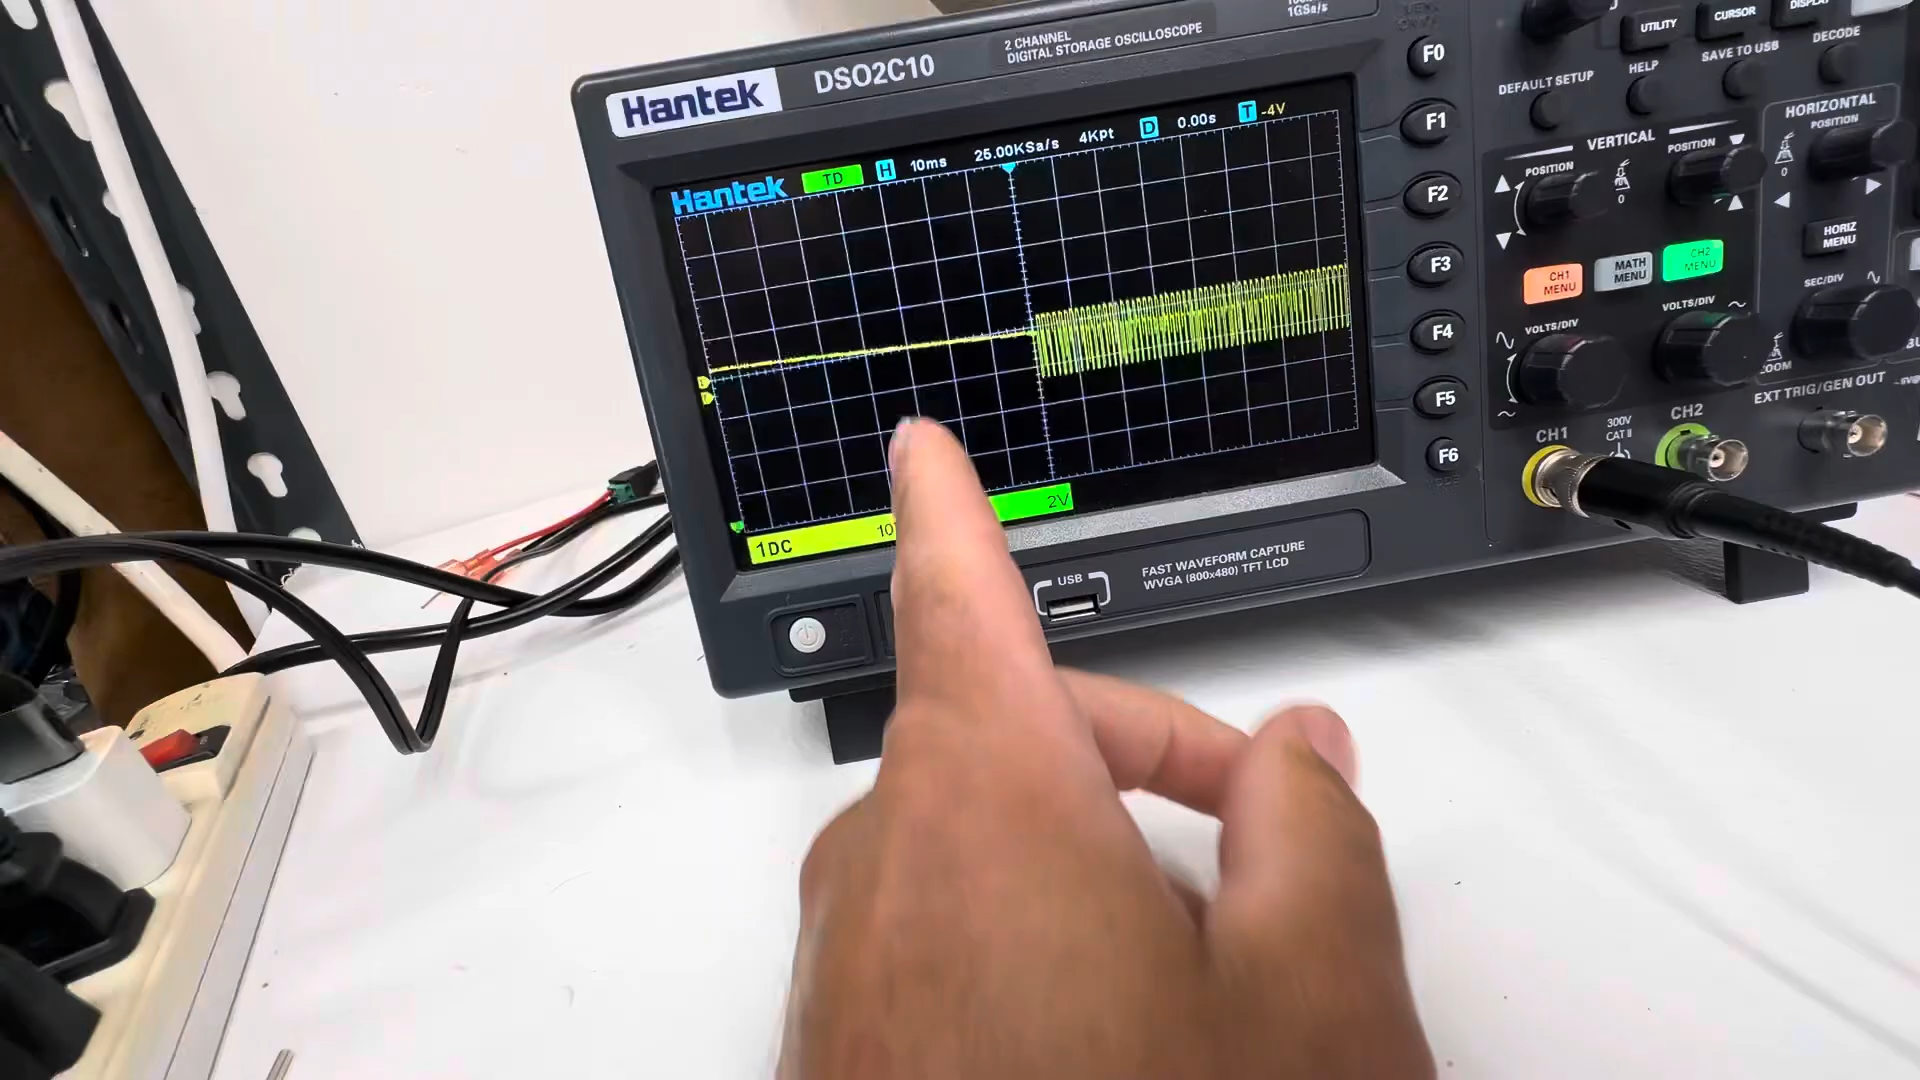 1GSa/s
2 CHANNEL
DIGITAL STORAGE OSCILLOSCOPE
Hantek
DSO2C10
UTILITY
CURSOR
DEFAULT SETUP
HELP
SAVE TO USB
DECODE
F0
F1
F2
F3
F4
F5
F6
Hantek
TD
H
10ms
25.00KSa/s
4Kpt
D
0.00s
T
-4V
1DC
2V
VERTICAL
POSITION
POSITION
0
HORIZONTAL
POSITION
0
HORIZ
MENU
CH1
MENU
MATH
MENU
CH2
MENU
VOLTS/DIV
VOLTS/DIV
SEC/DIV
CH1
300V
CAT II
CH2
EXT TRIG/GEN OUT
USB
FAST WAVEFORM CAPTURE
WVGA (800x480) TFT LCD